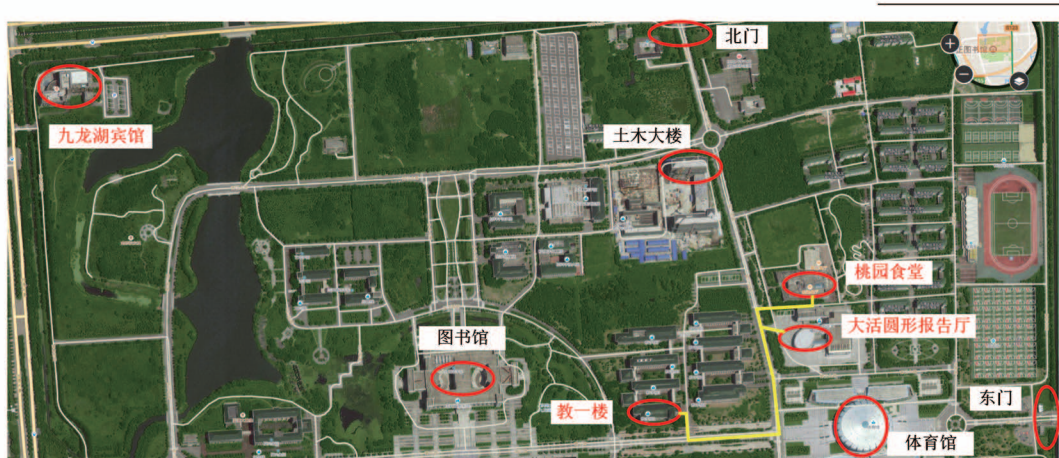 北门
九龙湖宾馆
土木大楼
桃园食堂
大活圆形报告厅
图书馆
教一楼
东门
体育馆